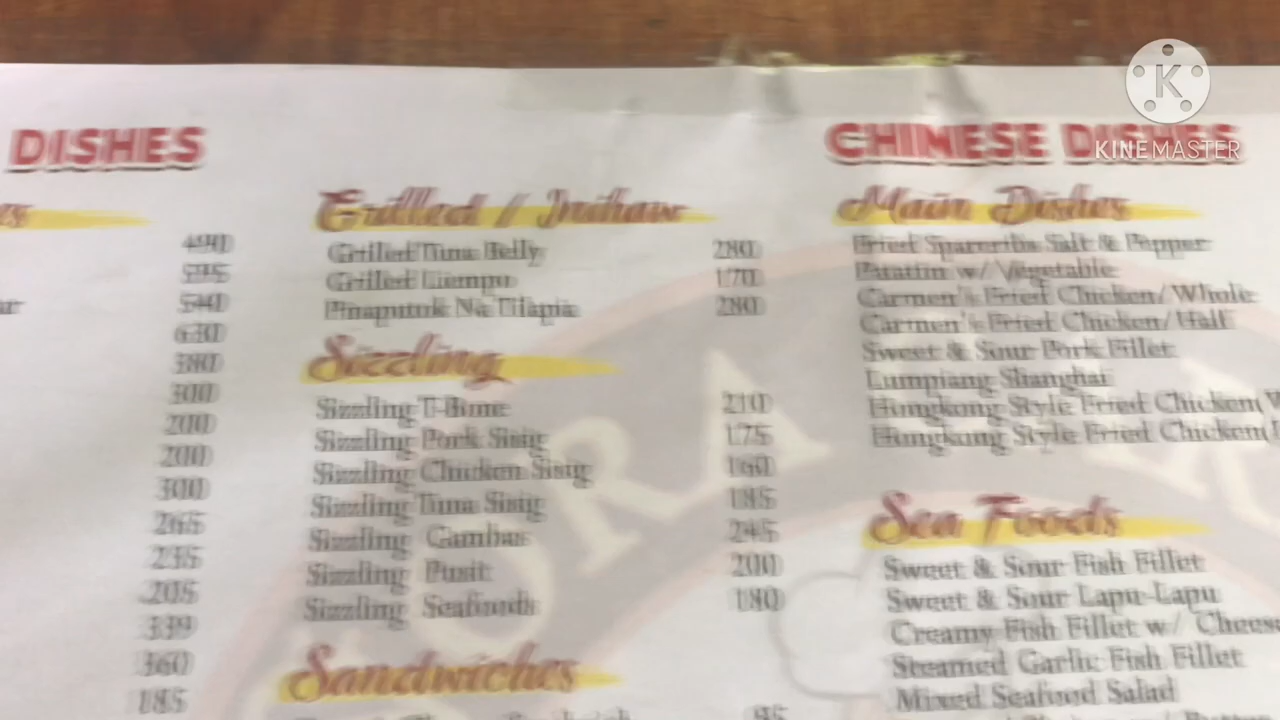 DISHES
490
595
540
630
380
300
200
200
300
265
235
205
339
360
185
Grilled / Inihaw
Grilled Tuna Belly 280
Grilled Liempo 170
Pinaputok Na Tilapia 280
Sizzling
Sizzling T-Bone 210
Sizzling Pork Sisig 175
Sizzling Chicken Sisig 160
Sizzling Tuna Sisig 185
Sizzling Gambas 245
Sizzling Pusit 200
Sizzling Seafoods 180
Sandwiches
95
CHINESE DISHES
Main Dishes
Fried Spareribs Salt & Pepper
Patatin w/ Vegetable
Carmen's Fried Chicken/Whole
Carmen's Fried Chicken/Half
Sweet & Sour Pork Fillet
Lumpiang Shanghai
Hongkong Style Fried Chicken
Hongkong Style Fried Chicken
Sea Foods
Sweet & Sour Fish Fillet
Sweet & Sour Lapu-Lapu
Creamy Fish Fillet w/ Cheese
Steamed Garlic Fish Fillet
Mixed Seafood Salad
K
KINEMASTER
ORA